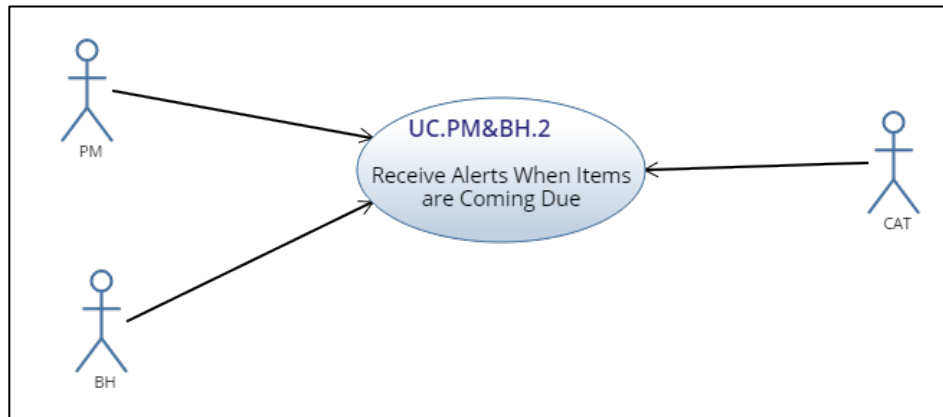 PM
UC.PM&BH.2
Receive Alerts When Items
are Coming Due
CAT
BH